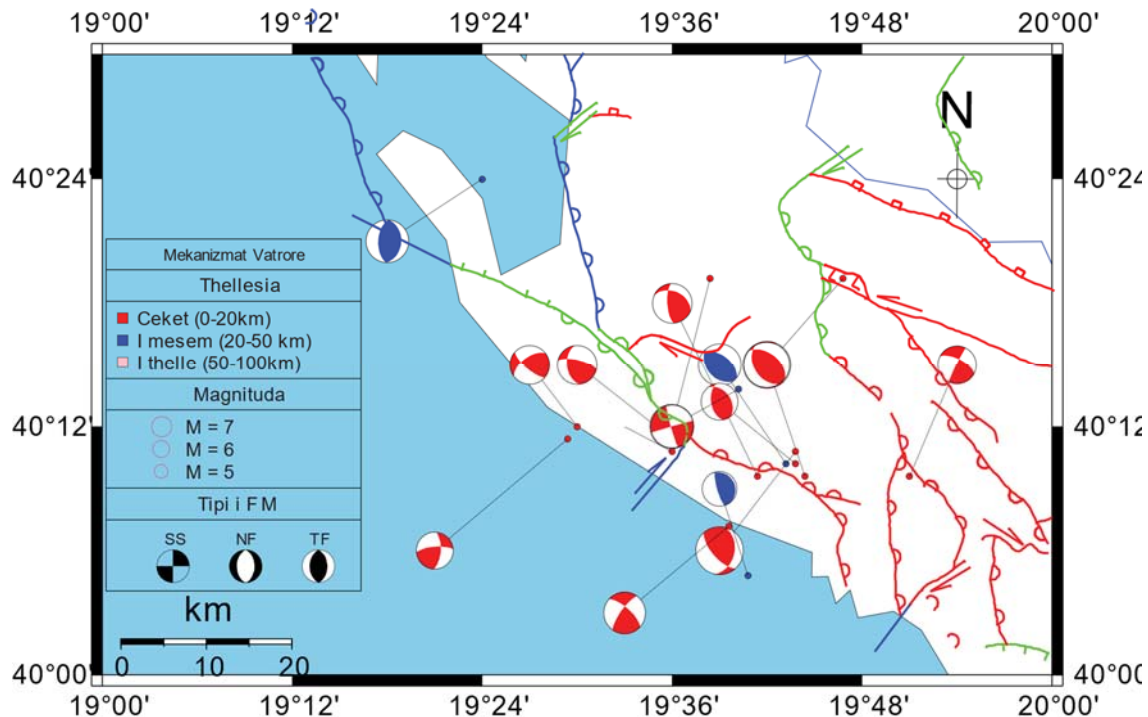 19°00' 19°12' 19°24' 19°36' 19°48' 20°00'
N
40°24' 40°24'
Mekanizmat Vatrore
Thellesia
Ceket (0-20km)
I mesem (20-50 km)
I thelle (50-100km)
Magnituda
40°12' 40°12'
M = 7
M = 6
M = 5
Tipi i FM
SS NF TF
km
0 10 20
40°00' 40°00'
19°00' 19°12' 19°24' 19°36' 19°48' 20°00'